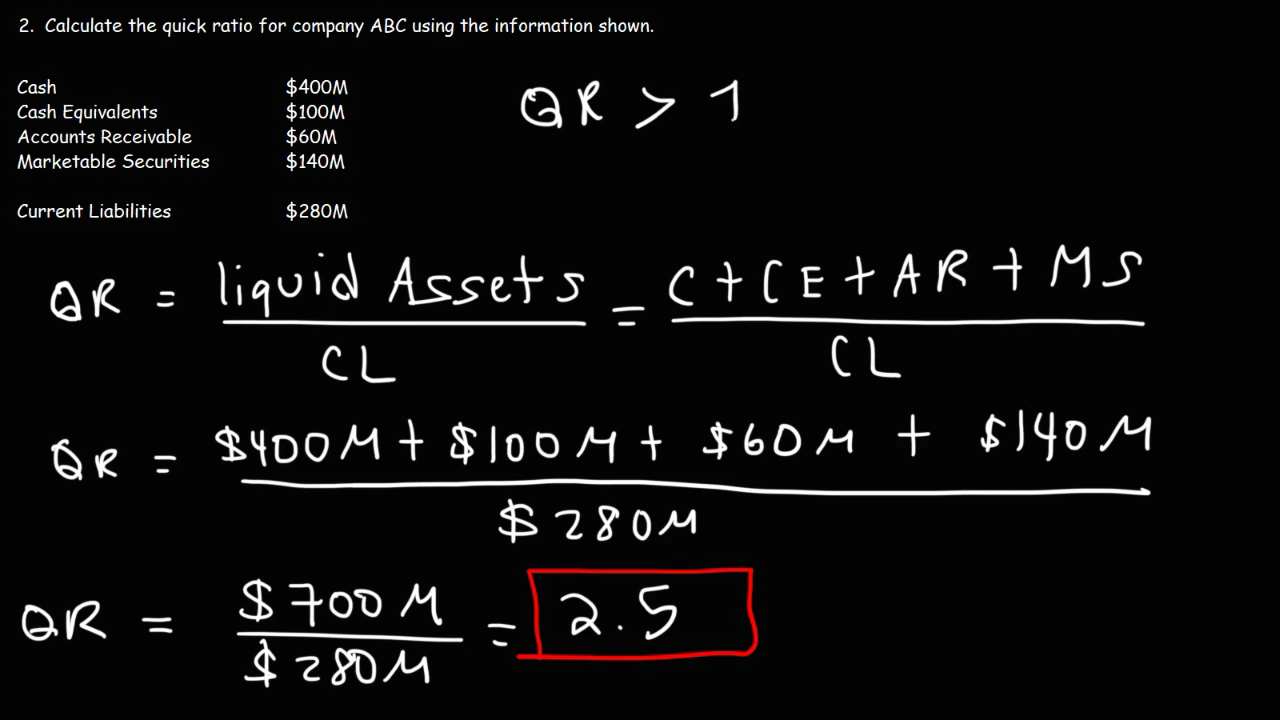 2. Calculate the quick ratio for company ABC using the information shown.
Cash $400M
Cash Equivalents $100M
Accounts Receivable $60M
Marketable Securities $140M
Current Liabilities $280M
QR > 1
QR = liquid Assets / CL = C + CE + AR + MS / CL
QR = $400M + $100M + $60M + $140M / $280M
QR = $700M / $280M = 2.5